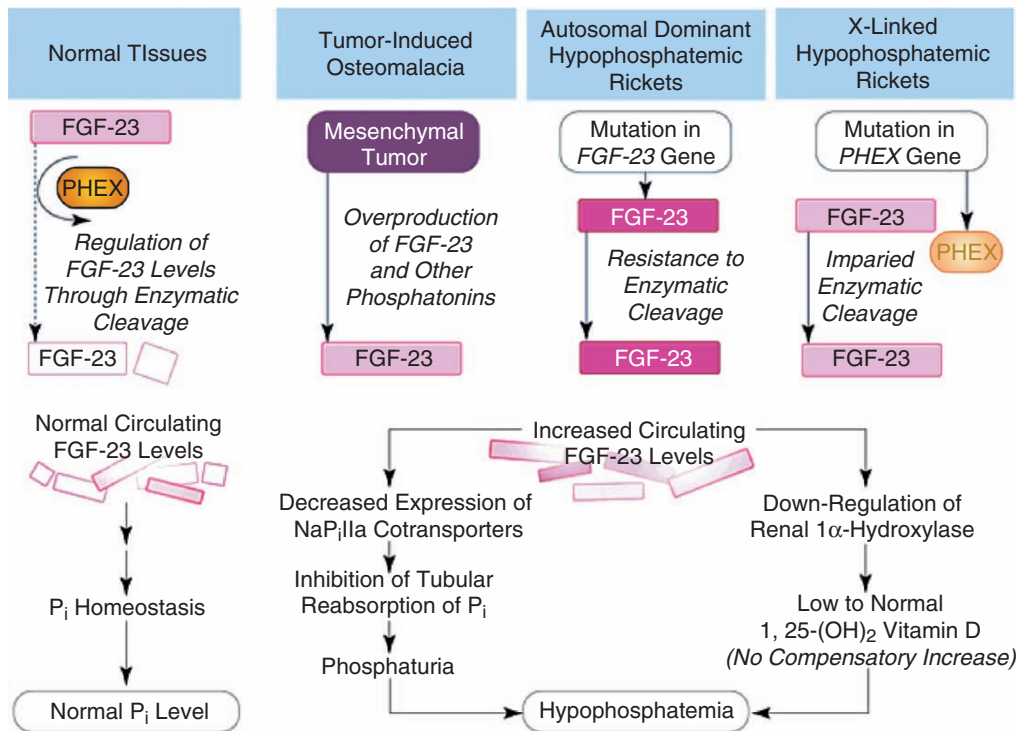 Normal TIssues
FGF-23
PHEX
Regulation of
FGF-23 Levels
Through Enzymatic
Cleavage
FGF-23
Normal Circulating
FGF-23 Levels
Pᵢ Homeostasis
Normal Pᵢ Level
Tumor-Induced
Osteomalacia
Mesenchymal
Tumor
Overproduction
of FGF-23
and Other
Phosphatonins
FGF-23
Autosomal Dominant
Hypophosphatemic
Rickets
Mutation in
FGF-23 Gene
FGF-23
Resistance to
Enzymatic
Cleavage
FGF-23
X-Linked
Hypophosphatemic
Rickets
Mutation in
PHEX Gene
FGF-23
PHEX
Imparied
Enzymatic
Cleavage
FGF-23
Increased Circulating
FGF-23 Levels
Decreased Expression of
NaPᵢIIa Cotransporters
Inhibition of Tubular
Reabsorption of Pᵢ
Phosphaturia
Down-Regulation of
Renal 1α-Hydroxylase
Low to Normal
1, 25-(OH)₂ Vitamin D
(No Compensatory Increase)
Hypophosphatemia